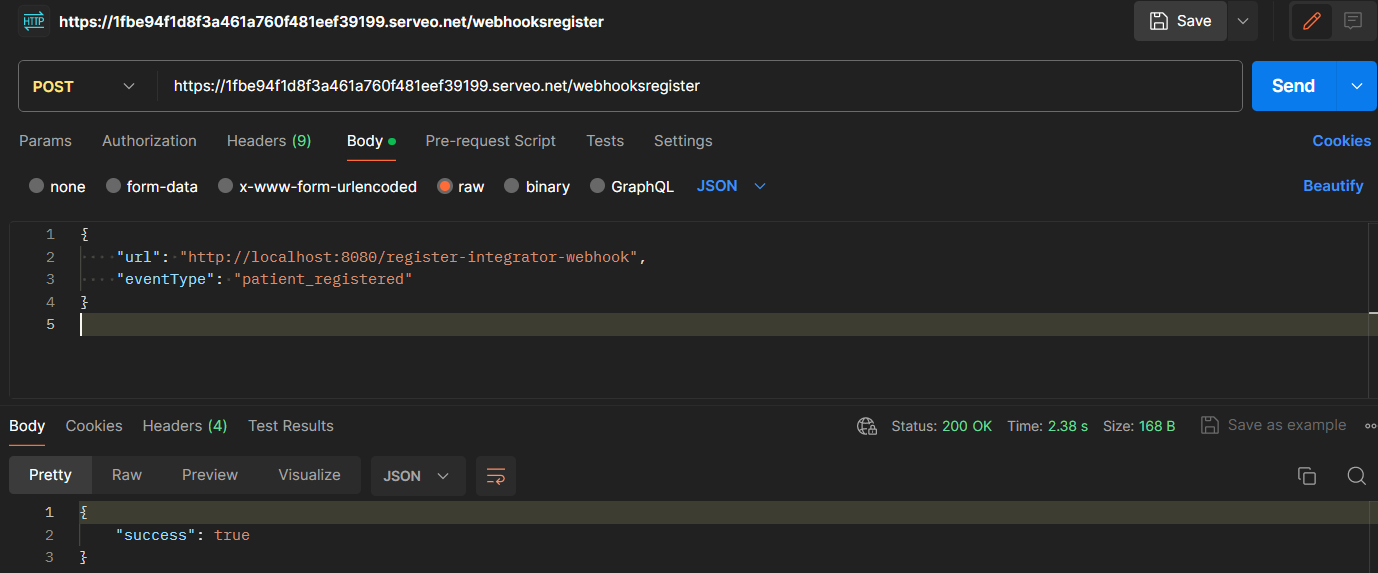 HTTP https://1fbe94f1d8f3a461a760f481eef39199.serveo.net/webhooksregister Save
POST https://1fbe94f1d8f3a461a760f481eef39199.serveo.net/webhooksregister Send
Params Authorization Headers (9) Body Pre-request Script Tests Settings Cookies
none form-data x-www-form-urlencoded raw binary GraphQL JSON Beautify
1 {
2 "url": "http://localhost:8080/register-integrator-webhook",
3 "eventType": "patient_registered"
4 }
5
Body Cookies Headers (4) Test Results Status: 200 OK Time: 2.38 s Size: 168 B Save as example
Pretty Raw Preview Visualize JSON
1 {
2 "success": true
3 }